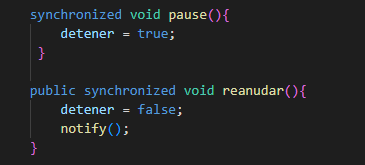 synchronized void pause(){
detener = true;
}
public synchronized void reanudar(){
detener = false;
notify();
}